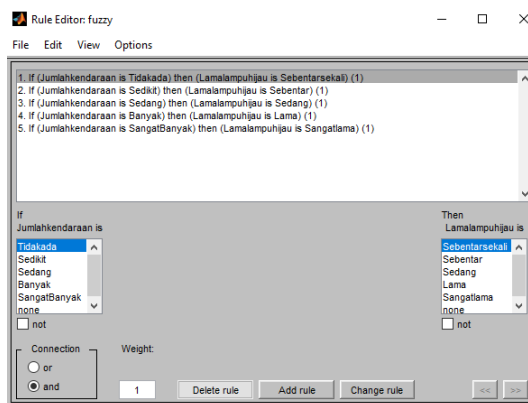 Rule Editor: fuzzy
File Edit View Options
1. If (Jumlahkendaraan is Tidakada) then (Lamalampuhijau is Sebentarsekali) (1)
2. If (Jumlahkendaraan is Sedikit) then (Lamalampuhijau is Sebentar) (1)
3. If (Jumlahkendaraan is Sedang) then (Lamalampuhijau is Sedang) (1)
4. If (Jumlahkendaraan is Banyak) then (Lamalampuhijau is Lama) (1)
5. If (Jumlahkendaraan is SangatBanyak) then (Lamalampuhijau is Sangatlama) (1)
If
Jumlahkendaraan is
Tidakada
Sedikit
Sedang
Banyak
SangatBanyak
none
not
Then
Lamalampuhijau is
Sebentarsekali
Sebentar
Sedang
Lama
Sangatlama
none
not
Connection
or
and
Weight:
1
Delete rule
Add rule
Change rule
<<
>>